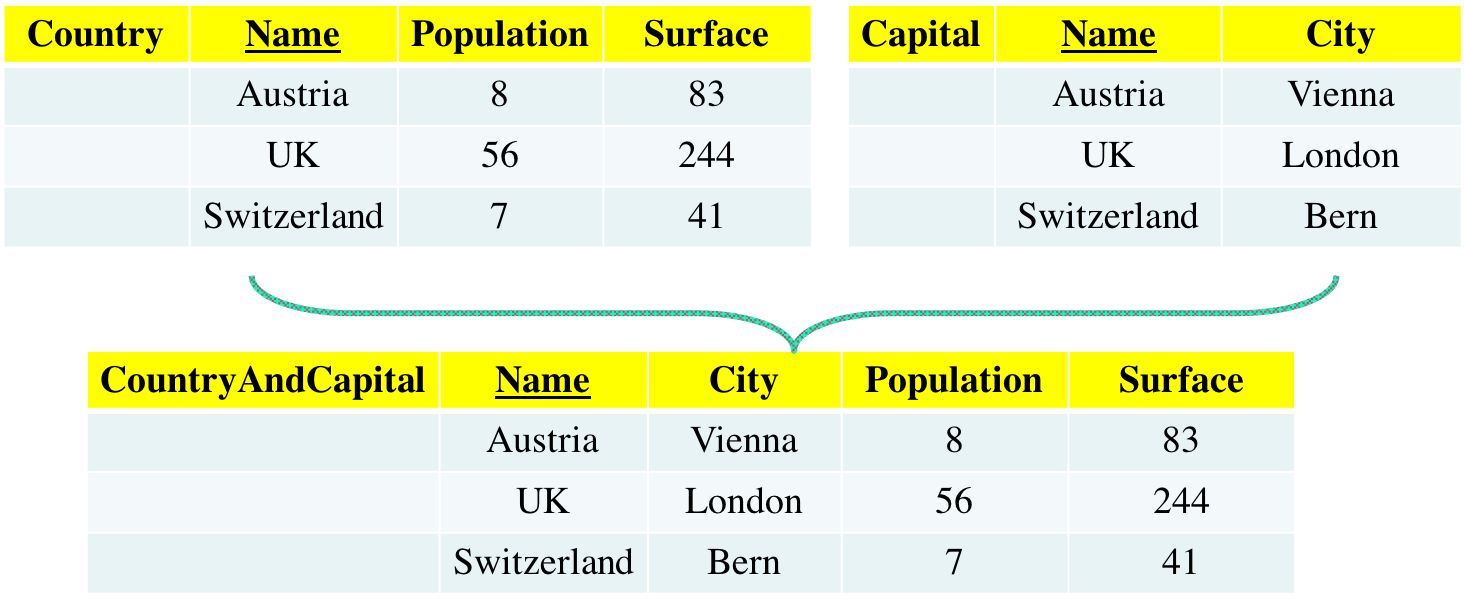 Country Name Population Surface
Austria 8 83
UK 56 244
Switzerland 7 41
Capital Name City
Austria Vienna
UK London
Switzerland Bern
CountryAndCapital Name City Population Surface
Austria Vienna 8 83
UK London 56 244
Switzerland Bern 7 41